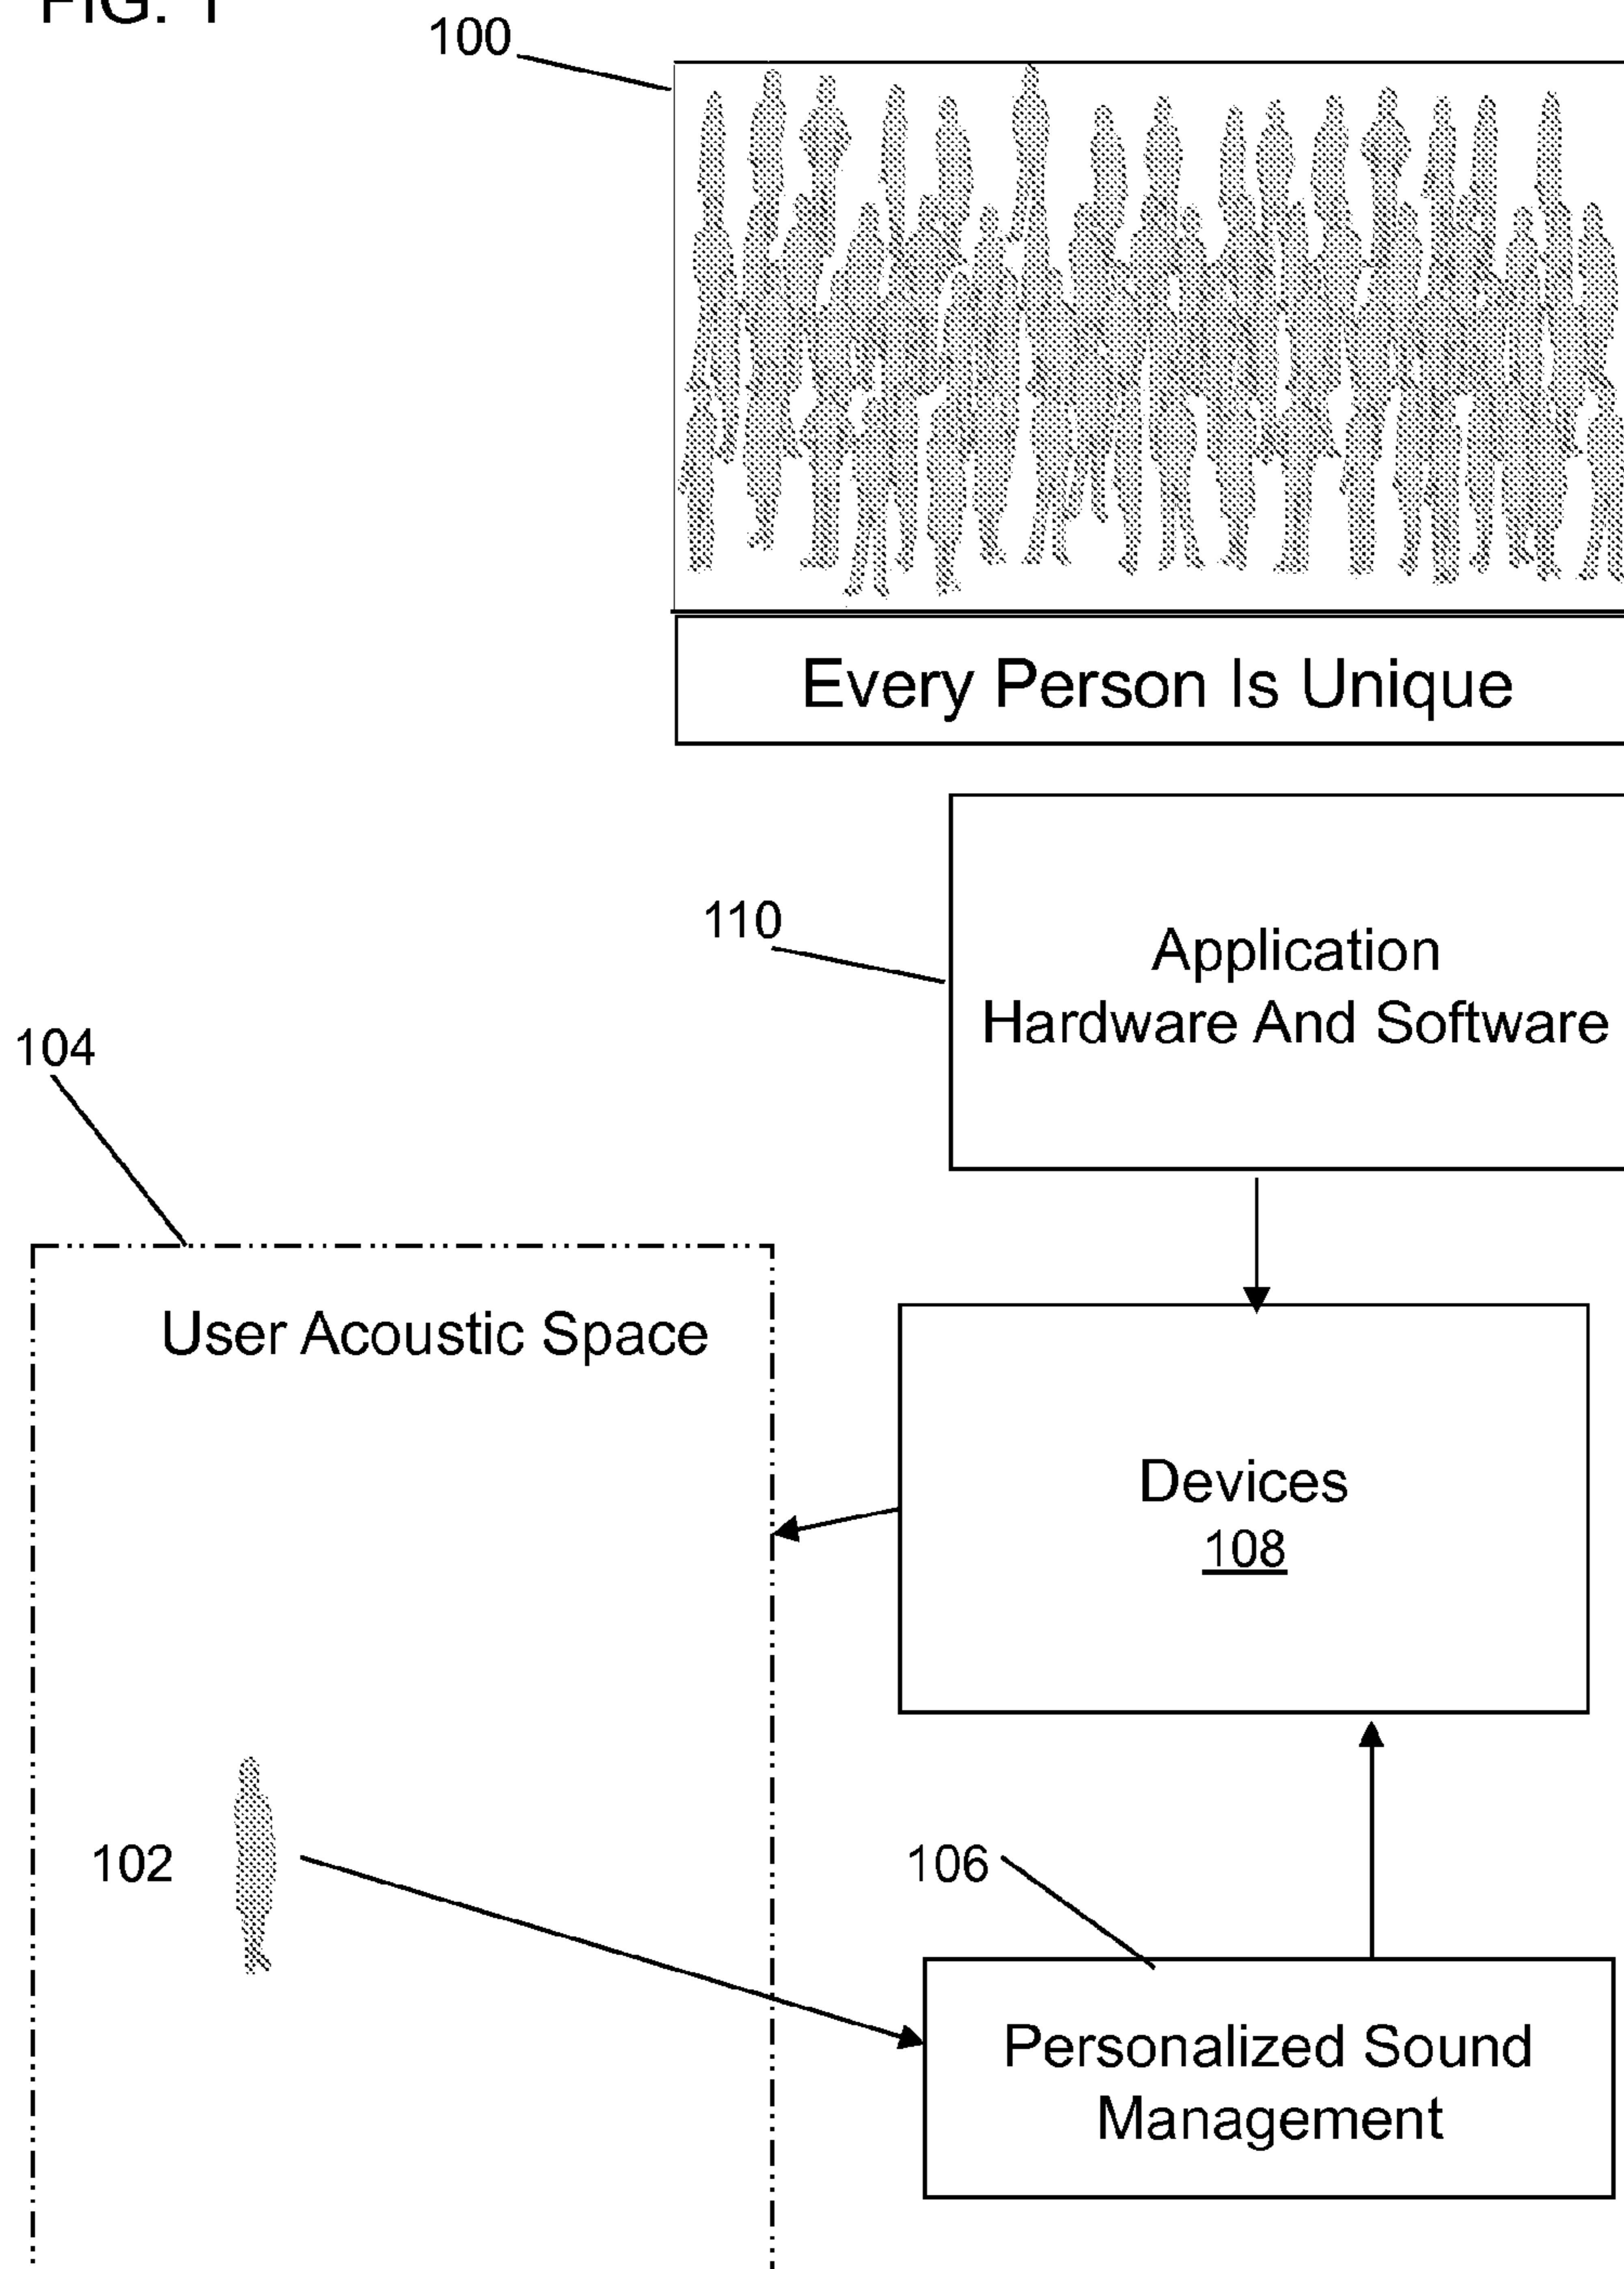 FIG. 1
100
Every Person Is Unique
110
Application
Hardware And Software
104
User Acoustic Space
Devices
108
102
106
Personalized Sound
Management